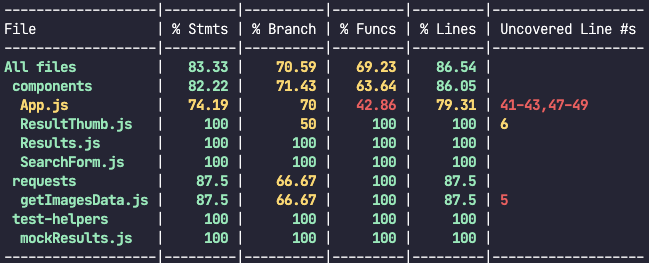 --------------------|---------|----------|---------|---------|-------------------
File                | % Stmts | % Branch | % Funcs | % Lines | Uncovered Line #s
--------------------|---------|----------|---------|---------|-------------------
All files           |   83.33 |    70.59 |   69.23 |   86.54 |
 components         |   82.22 |    71.43 |   63.64 |   86.05 |
  App.js            |   74.19 |       70 |   42.86 |   79.31 | 41-43,47-49
  ResultThumb.js    |     100 |       50 |     100 |     100 | 6
  Results.js        |     100 |      100 |     100 |     100 |
  SearchForm.js     |     100 |      100 |     100 |     100 |
 requests           |    87.5 |    66.67 |     100 |    87.5 |
  getImagesData.js  |    87.5 |    66.67 |     100 |    87.5 | 5
 test-helpers       |     100 |      100 |     100 |     100 |
  mockResults.js    |     100 |      100 |     100 |     100 |
--------------------|---------|----------|---------|---------|-------------------